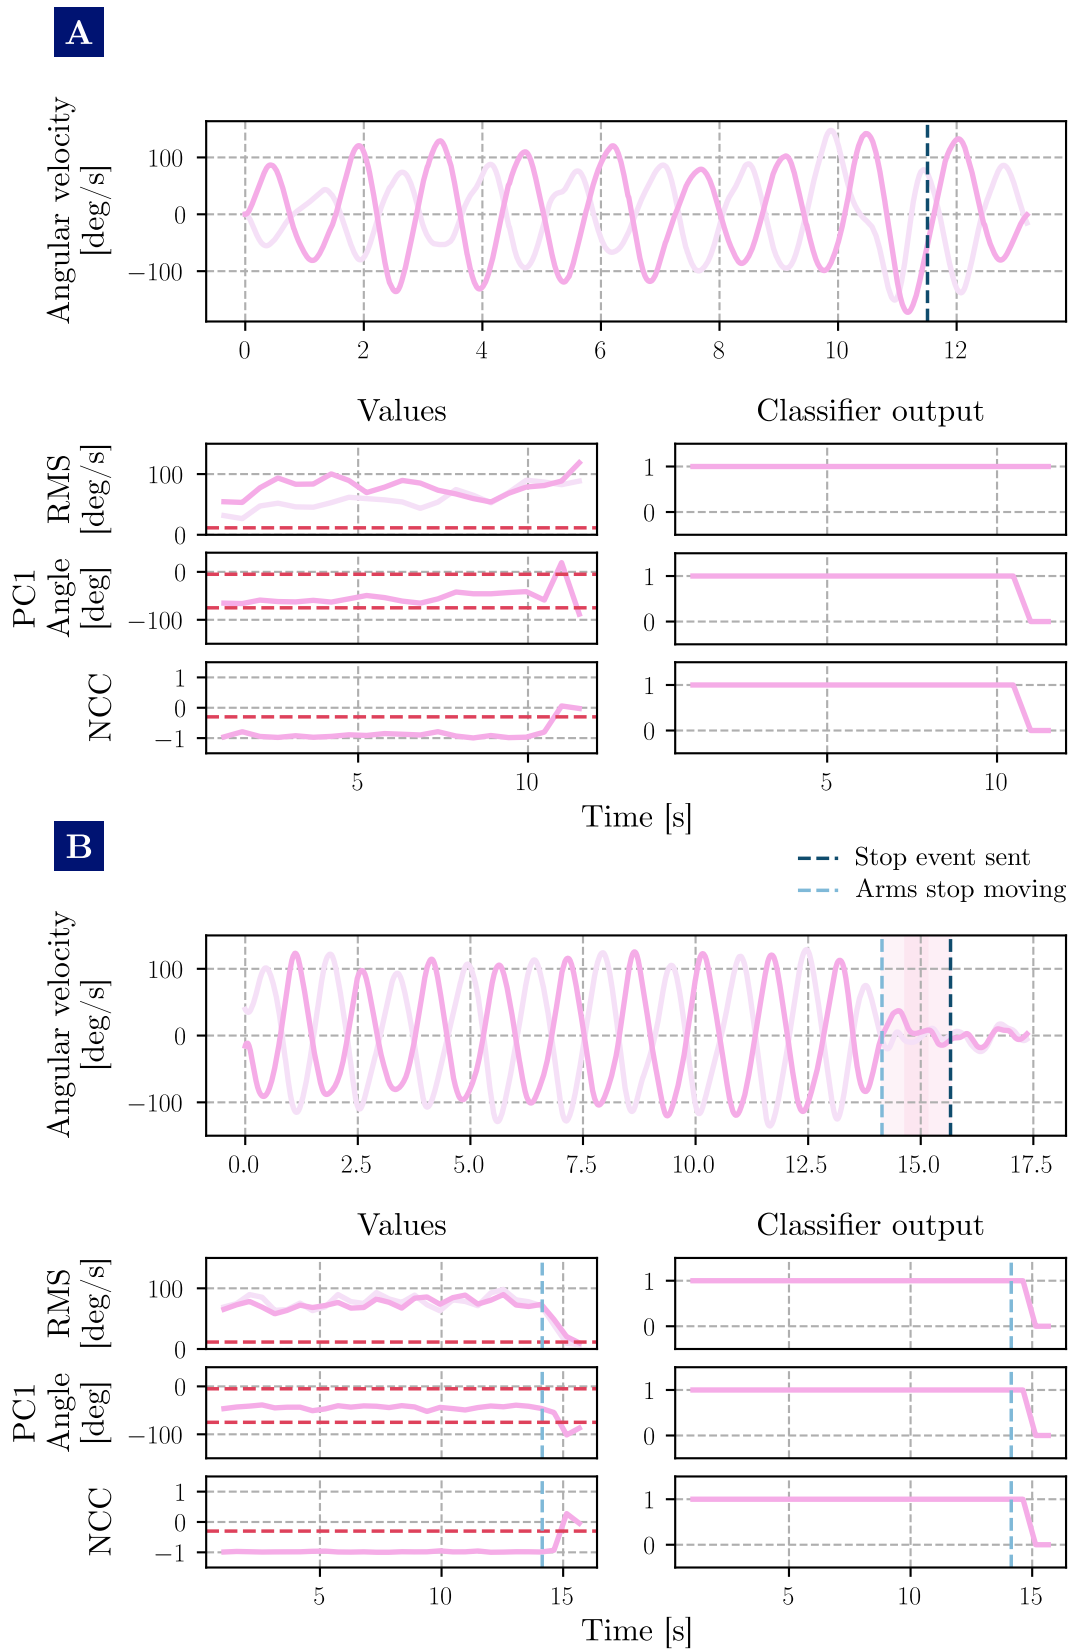 A
Angular velocity
[deg/s]
100
0
−100
0 2 4 6 8 10 12
Values Classifier output
RMS
[deg/s]
100
0
1
0
PC1
Angle
[deg]
0
−100
1
0
NCC
1
0
−1
1
0
5 10 5 10
Time [s]
B
Stop event sent
Arms stop moving
Angular velocity
[deg/s]
100
0
−100
0.0 2.5 5.0 7.5 10.0 12.5 15.0 17.5
Values Classifier output
RMS
[deg/s]
100
0
1
0
PC1
Angle
[deg]
0
−100
1
0
NCC
1
0
−1
1
0
5 10 15 5 10 15
Time [s]